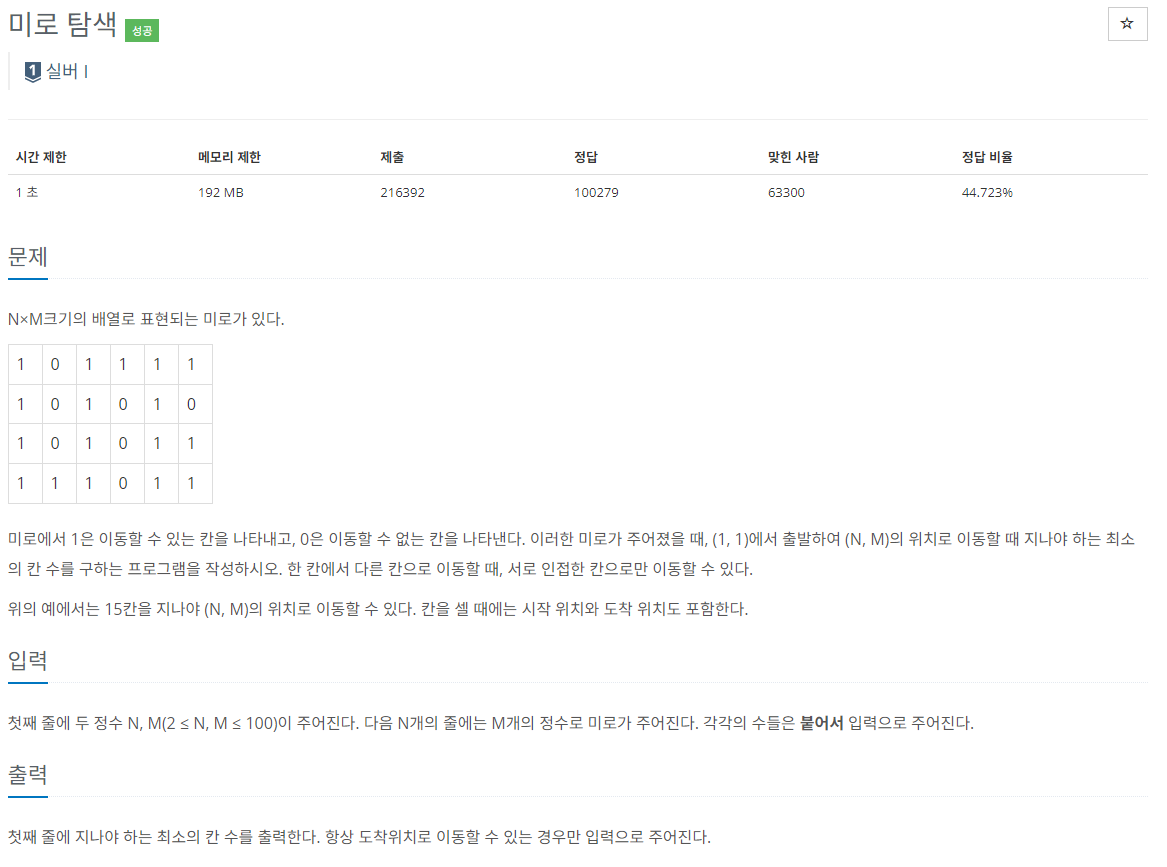 미로 탐색 성공
☆
1 실버 I
시간 제한 메모리 제한 제출 정답 맞힌 사람 정답 비율
1 초 192 MB 216392 100279 63300 44.723%
문제
N×M크기의 배열로 표현되는 미로가 있다.
1 0 1 1 1 1
1 0 1 0 1 0
1 0 1 0 1 1
1 1 1 0 1 1
미로에서 1은 이동할 수 있는 칸을 나타내고, 0은 이동할 수 없는 칸을 나타낸다. 이러한 미로가 주어졌을 때, (1, 1)에서 출발하여 (N, M)의 위치로 이동할 때 지나야 하는 최소
의 칸 수를 구하는 프로그램을 작성하시오. 한 칸에서 다른 칸으로 이동할 때, 서로 인접한 칸으로만 이동할 수 있다.
위의 예에서는 15칸을 지나야 (N, M)의 위치로 이동할 수 있다. 칸을 셀 때에는 시작 위치와 도착 위치도 포함한다.
입력
첫째 줄에 두 정수 N, M(2 ≤ N, M ≤ 100)이 주어진다. 다음 N개의 줄에는 M개의 정수로 미로가 주어진다. 각각의 수들은 붙어서 입력으로 주어진다.
출력
첫째 줄에 지나야 하는 최소의 칸 수를 출력한다. 항상 도착위치로 이동할 수 있는 경우만 입력으로 주어진다.